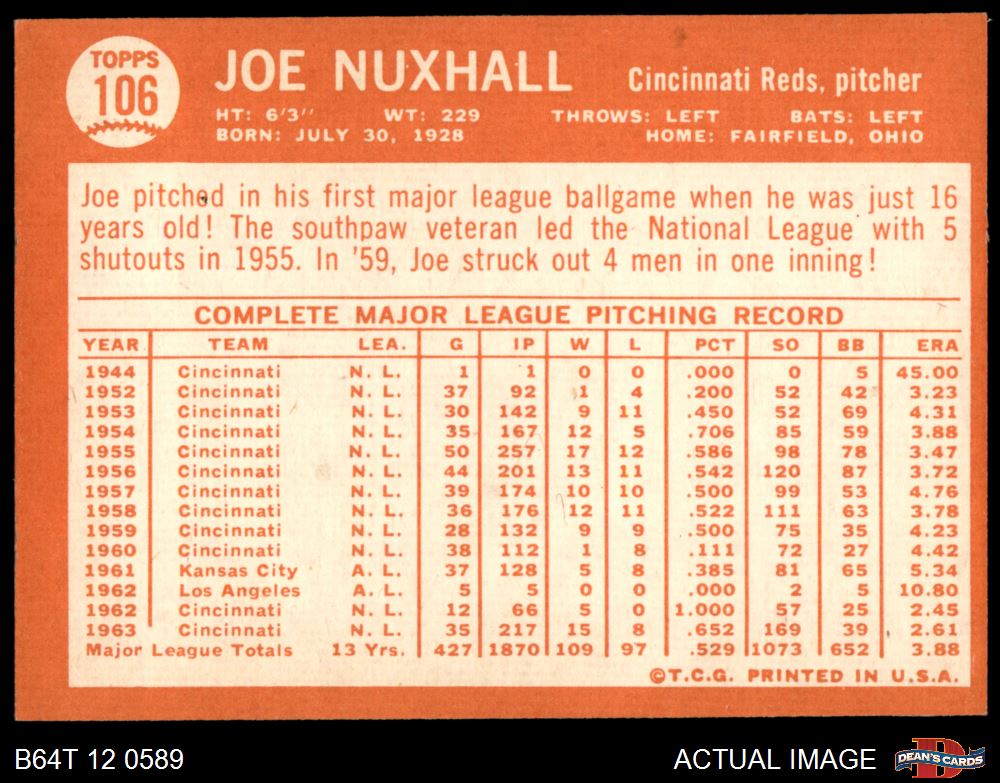 TOPPS
106
JOE NUXHALL Cincinnati Reds, pitcher
HT: 6'3" WT: 229 THROWS: LEFT BATS: LEFT
BORN: JULY 30, 1928 HOME: FAIRFIELD, OHIO
Joe pitched in his first major league ballgame when he was just 16
years old! The southpaw veteran led the National League with 5
shutouts in 1955. In '59, Joe struck out 4 men in one inning!
COMPLETE MAJOR LEAGUE PITCHING RECORD
YEAR TEAM LEA. G IP W L PCT SO BB ERA
1944 Cincinnati N. L. 1 1 0 0 .000 0 5 45.00
1952 Cincinnati N. L. 37 92 1 4 .200 52 42 3.23
1953 Cincinnati N. L. 30 142 9 11 .450 52 69 4.31
1954 Cincinnati N. L. 35 167 12 5 .706 85 59 3.88
1955 Cincinnati N. L. 50 257 17 12 .586 98 78 3.47
1956 Cincinnati N. L. 44 201 13 11 .542 120 87 3.72
1957 Cincinnati N. L. 39 174 10 10 .500 99 53 4.76
1958 Cincinnati N. L. 36 176 12 11 .522 111 63 3.78
1959 Cincinnati N. L. 28 132 9 9 .500 75 35 4.23
1960 Cincinnati N. L. 38 112 1 8 .111 72 27 4.42
1961 Kansas City A. L. 37 128 5 8 .385 81 65 5.34
1962 Los Angeles A. L. 5 5 0 0 .000 2 5 10.80
1962 Cincinnati N. L. 12 66 5 0 1.000 57 25 2.45
1963 Cincinnati N. L. 35 217 15 8 .652 169 39 2.61
Major League Totals 13 Yrs. 427 1870 109 97 .529 1073 652 3.88
©T.C.G. PRINTED IN U.S.A.
B64T 12 0589 ACTUAL IMAGE DEAN'S CARDS